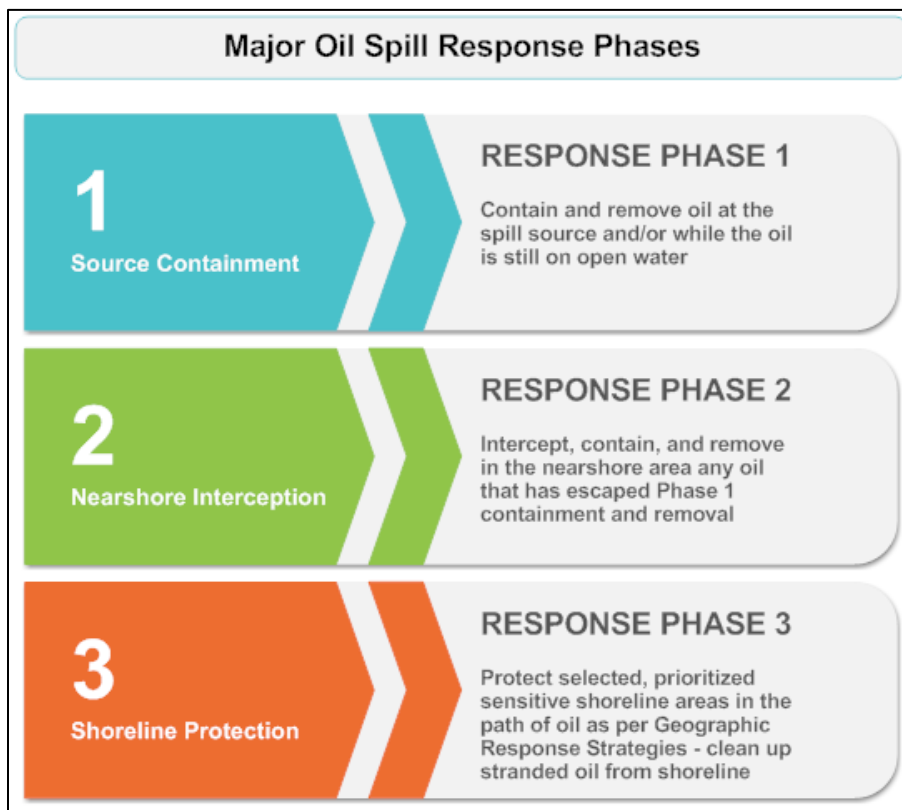 Major Oil Spill Response Phases
1
Source Containment
RESPONSE PHASE 1
Contain and remove oil at the
spill source and/or while the oil
is still on open water
2
Nearshore Interception
RESPONSE PHASE 2
Intercept, contain, and remove
in the nearshore area any oil
that has escaped Phase 1
containment and removal
3
Shoreline Protection
RESPONSE PHASE 3
Protect selected, prioritized
sensitive shoreline areas in the
path of oil as per Geographic
Response Strategies - clean up
stranded oil from shoreline